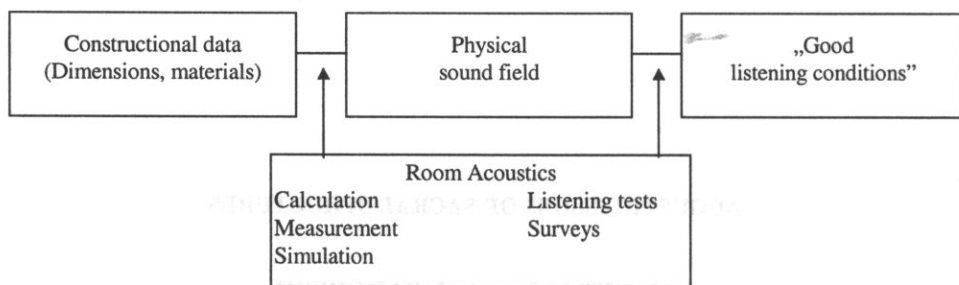 Constructional data
(Dimensions, materials)
Physical
sound field
„Good
listening conditions”
Room Acoustics
Calculation Listening tests
Measurement Surveys
Simulation